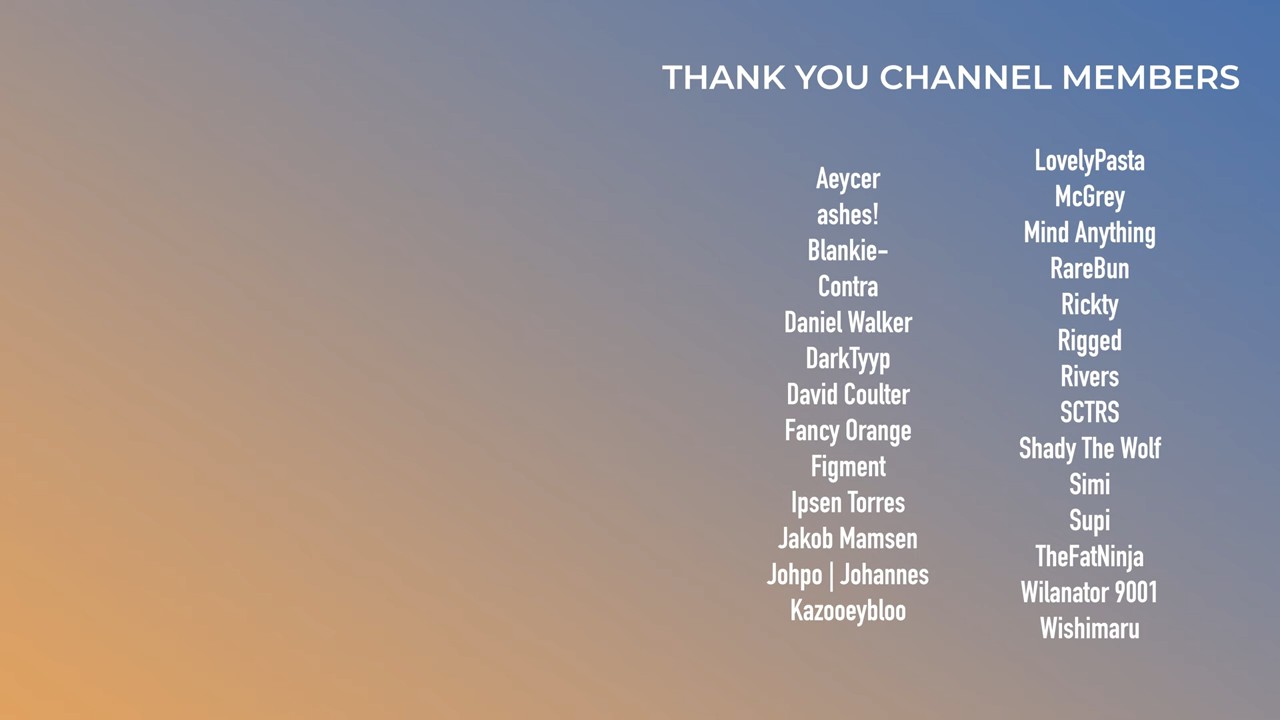 THANK YOU CHANNEL MEMBERS
Aeycer
ashes!
Blankie-
Contra
Daniel Walker
DarkTyyp
David Coulter
Fancy Orange
Figment
Ipsen Torres
Jakob Mamsen
Johpo | Johannes
Kazooeybloo
LovelyPasta
McGrey
Mind Anything
RareBun
Rickty
Rigged
Rivers
SCTRS
Shady The Wolf
Simi
Supi
TheFatNinja
Wilanator 9001
Wishimaru